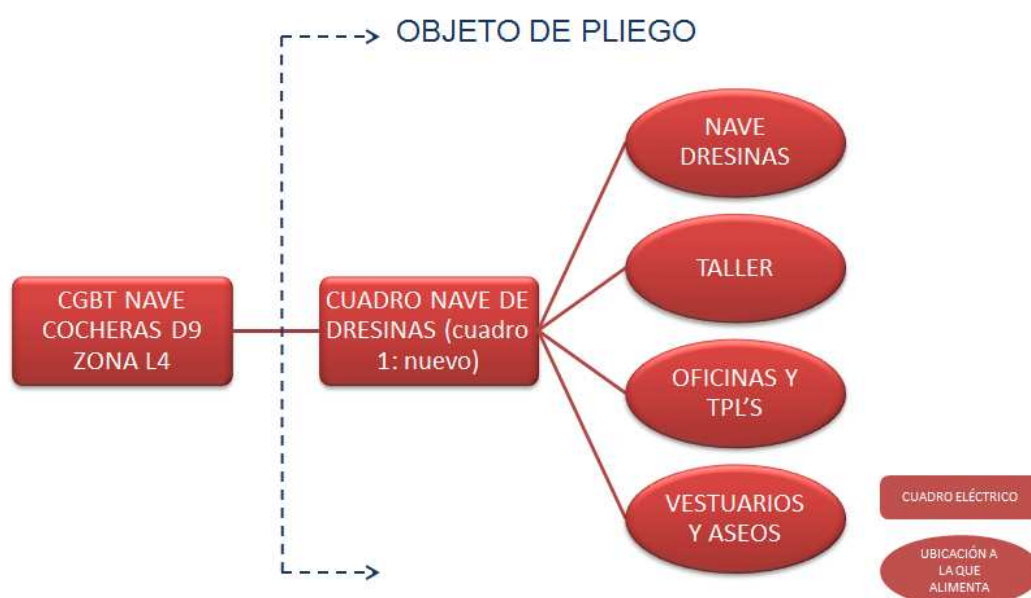 OBJETO DE PLIEGO
NAVE
DRESINAS
TALLER
CGBT NAVE
COCHERAS D9
ZONA L4
CUADRO NAVE DE
DRESINAS (cuadro
1: nuevo)
OFICINAS Y
TPL'S
VESTUARIOS
Y ASEOS
CUADRO ELÉCTRICO
UBICACIÓN A
LA QUE
ALIMENTA